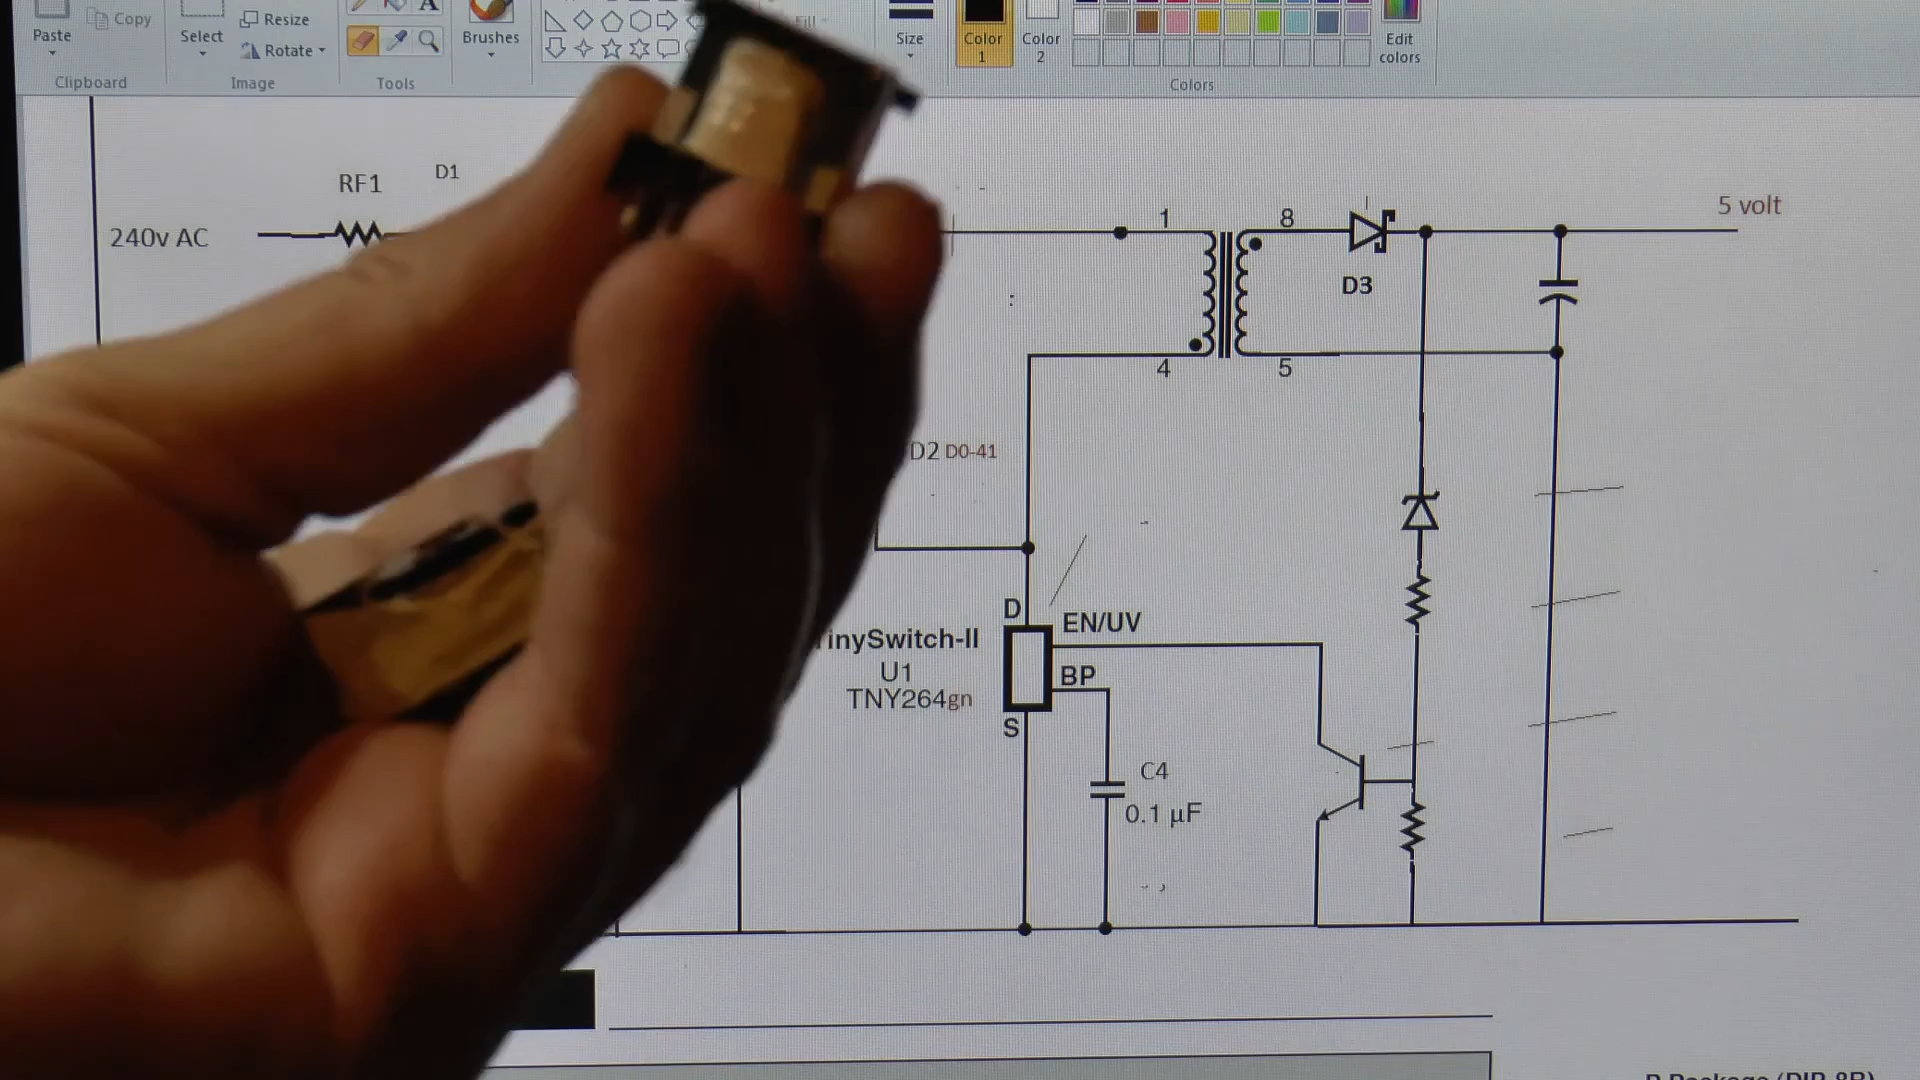 Paste
Copy
Clipboard
Select
Resize
Rotate
Image
A
Tools
Brushes
Fill
Size
Color 1
Color 2
Edit colors
Colors
RF1
D1
240v AC
1
8
5 volt
D3
4
5
D2 D0-41
D
EN/UV
inySwitch-II
U1
BP
TNY264gn
S
C4
0.1 µF